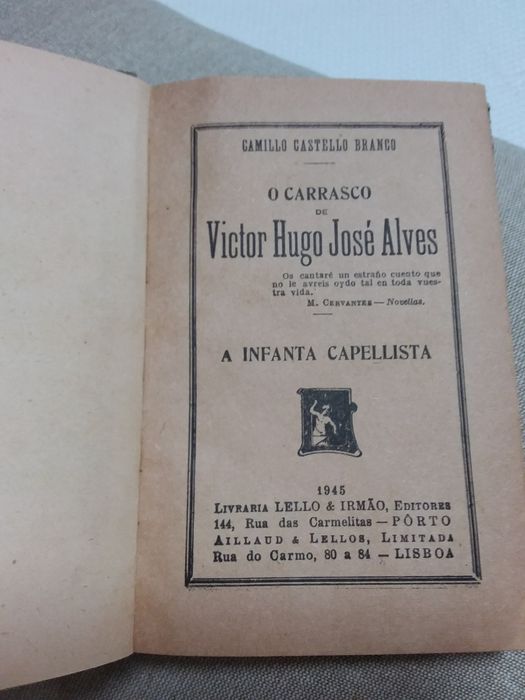 CAMILLO CASTELLO BRANCO
O CARRASCO
DE
Victor Hugo José Alves
Os cantaré un estraño cuento que
no le avreis oydo tal en toda vues-
tra vida.
M. CERVANTES — Novellas.
A INFANTA CAPELLISTA
1945
LIVRARIA LELLO & IRMÃO, EDITORES
144, Rua das Carmelitas — PÔRTO
AILLAUD & LELLOS, LIMITADA
Rua do Carmo, 80 a 84 — LISBOA